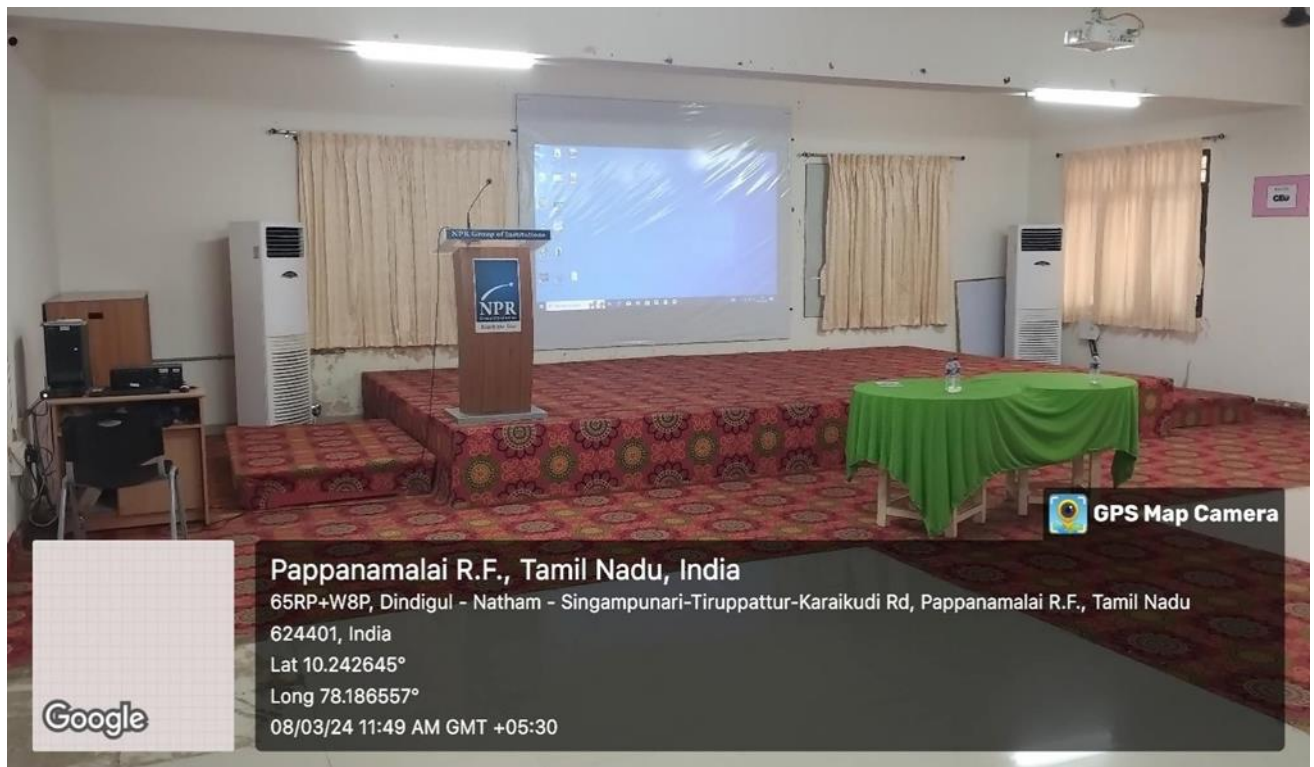 NPR Group of Institutions
NPR
GPS Map Camera
Pappanamalai R.F., Tamil Nadu, India
65RP+W8P, Dindigul - Natham - Singampunari-Tiruppattur-Karaikudi Rd, Pappanamalai R.F., Tamil Nadu
624401, India
Lat 10.242645°
Long 78.186557°
08/03/24 11:49 AM GMT +05:30
Google